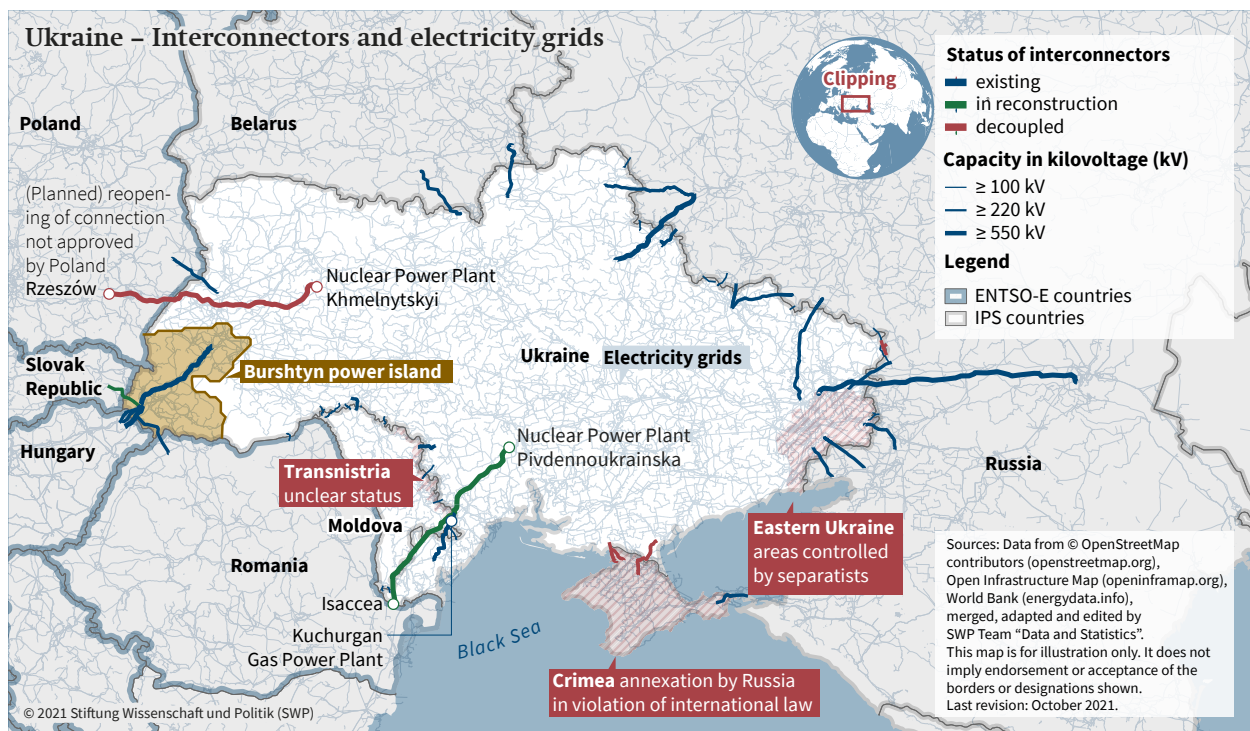 Ukraine – Interconnectors and electricity grids
Clipping
Status of interconnectors
existing
in reconstruction
decoupled
Capacity in kilovoltage (kV)
≥ 100 kV
≥ 220 kV
≥ 550 kV
Legend
ENTSO-E countries
IPS countries
Poland
Belarus
(Planned) reopen-
ing of connection
not approved
by Poland
Rzeszów
Nuclear Power Plant
Khmelnytskyi
Ukraine
Electricity grids
Slovak
Republic
Burshtyn power island
Hungary
Nuclear Power Plant
Pivdennoukrainska
Russia
Transnistria
unclear status
Moldova
Eastern Ukraine
areas controlled
by separatists
Romania
Isaccea
Kuchurgan
Gas Power Plant
Black Sea
Crimea annexation by Russia
in violation of international law
Sources: Data from © OpenStreetMap
contributors (openstreetmap.org),
Open Infrastructure Map (openinframap.org),
World Bank (energydata.info),
merged, adapted and edited by
SWP Team “Data and Statistics”.
This map is for illustration only. It does not
imply endorsement or acceptance of the
borders or designations shown.
Last revision: October 2021.
© 2021 Stiftung Wissenschaft und Politik (SWP)